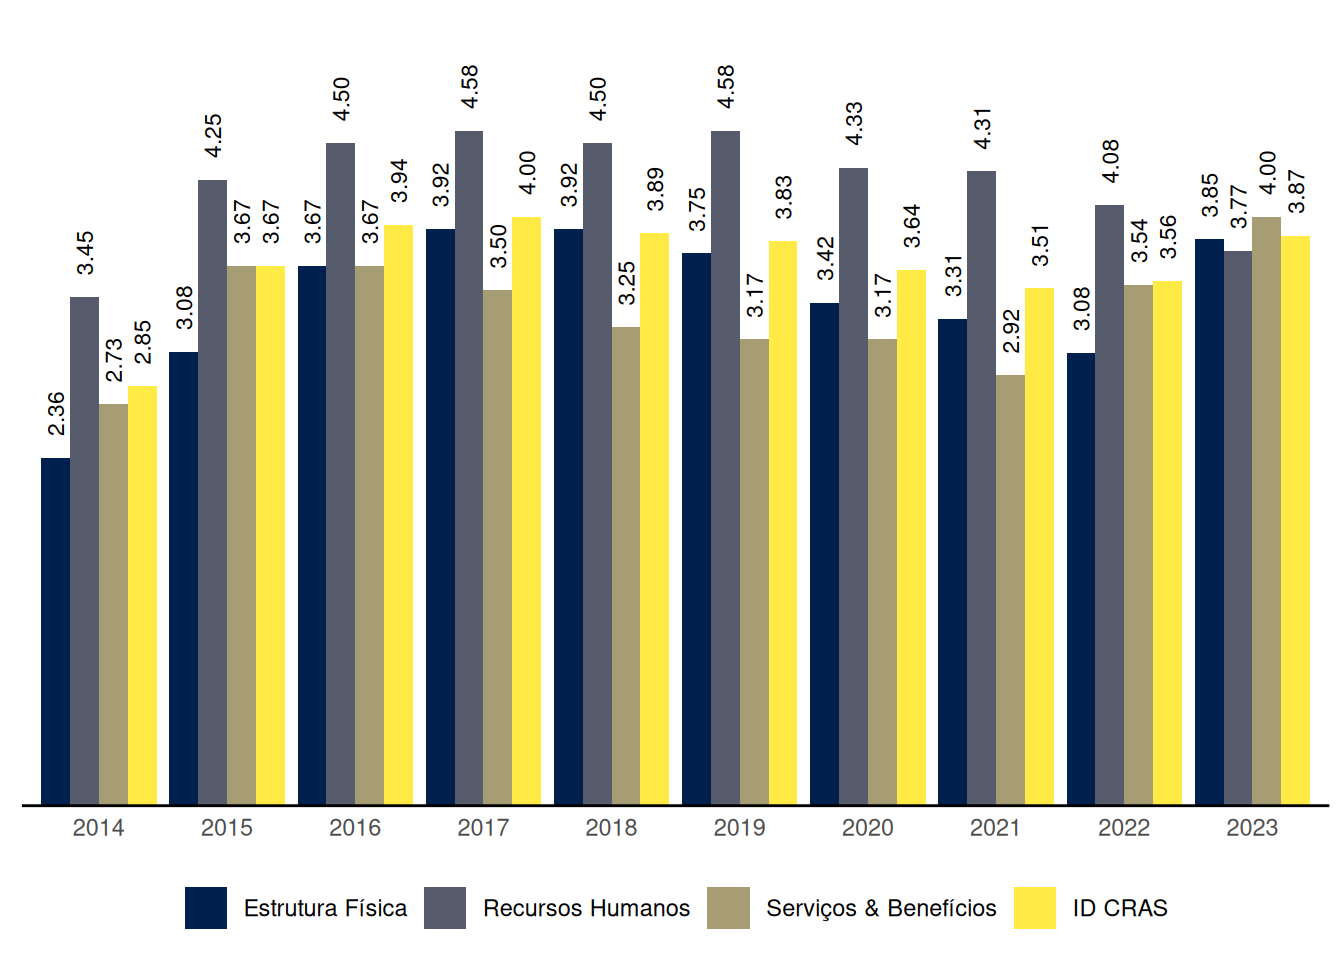 2.36 3.45 2.73 2.85
3.08 4.25 3.67 3.67
3.67 4.50 3.67 3.94
3.92 4.58 3.50 4.00
3.92 4.50 3.25 3.89
3.75 4.58 3.17 3.83
3.42 4.33 3.17 3.64
3.31 4.31 2.92 3.51
3.08 4.08 3.54 3.56
3.85 3.77 4.00 3.87
2014 2015 2016 2017 2018 2019 2020 2021 2022 2023
Estrutura Física Recursos Humanos Serviços & Benefícios ID CRAS